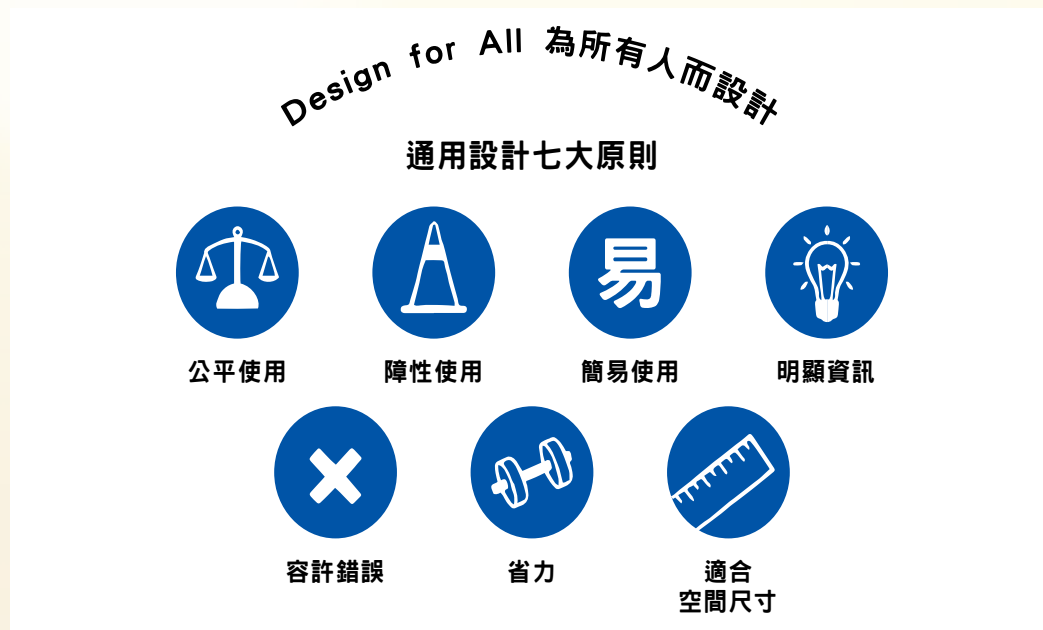 Design for All 為所有人而設計
通用設計七大原則
易
公平使用
障性使用
簡易使用
明顯資訊
容許錯誤
省力
適合
空間尺寸